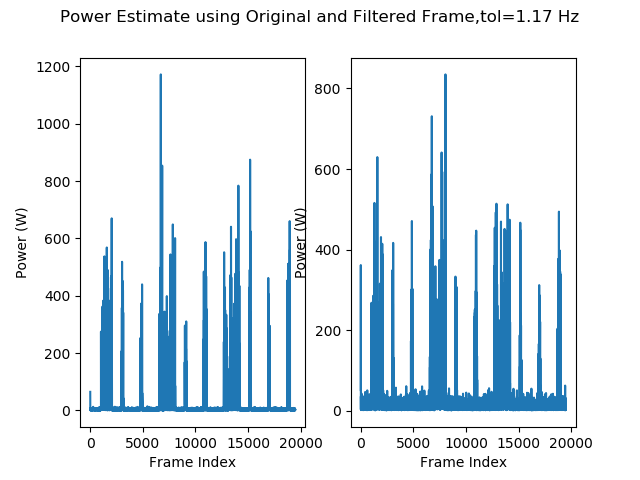 Power Estimate using Original and Filtered Frame,tol=1.17 Hz
1200
1000
800
600
400
200
0
Power (W)
0 5000 10000 15000 20000
Frame Index
800
600
400
200
0
Power (W)
0 5000 10000 15000 20000
Frame Index